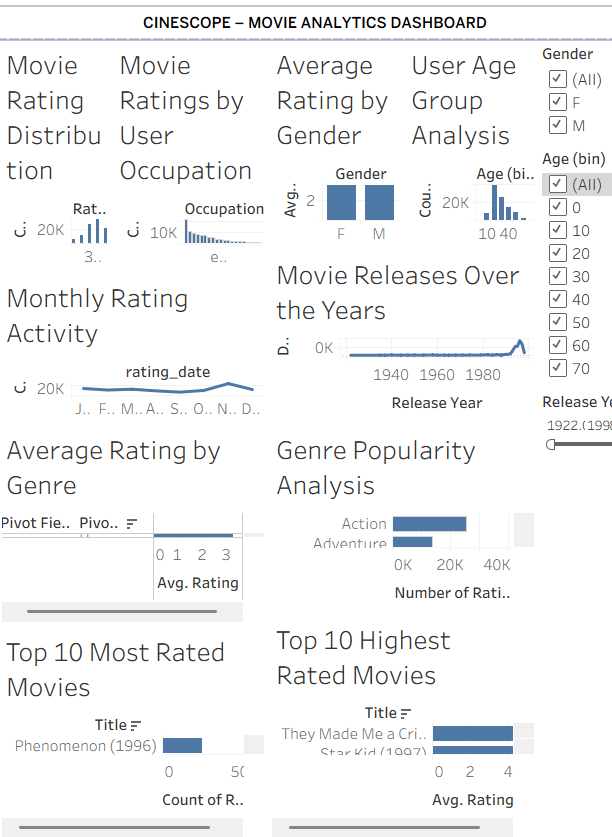 CINESCOPE – MOVIE ANALYTICS DASHBOARD
Movie
Rating
Distribu
tion
Rat..
20K
3..
Movie
Ratings by
User
Occupation
Occupation
10K
e..
Average
Rating by
Gender
Gender
Avg..
2
F M
User Age
Group
Analysis
Age (bi..
Cou..
20K
10 40
Gender
(All)
F
M
Age (bin)
(All)
0
10
20
30
40
50
60
70
Release Ye
1922.(1998
Monthly Rating
Activity
rating_date
20K
J.. F.. M.. A.. S.. O.. N.. D..
Movie Releases Over
the Years
D..
0K
1940 1960 1980
Release Year
Average Rating by
Genre
Pivot Fie.. Pivo..
0 1 2 3
Avg. Rating
Genre Popularity
Analysis
Action
Adventure
0K 20K 40K
Number of Rati..
Top 10 Most Rated
Movies
Title
Phenomenon (1996)
0 50
Count of R..
Top 10 Highest
Rated Movies
Title
They Made Me a Cri..
Star Kid (1997)
0 2 4
Avg. Rating